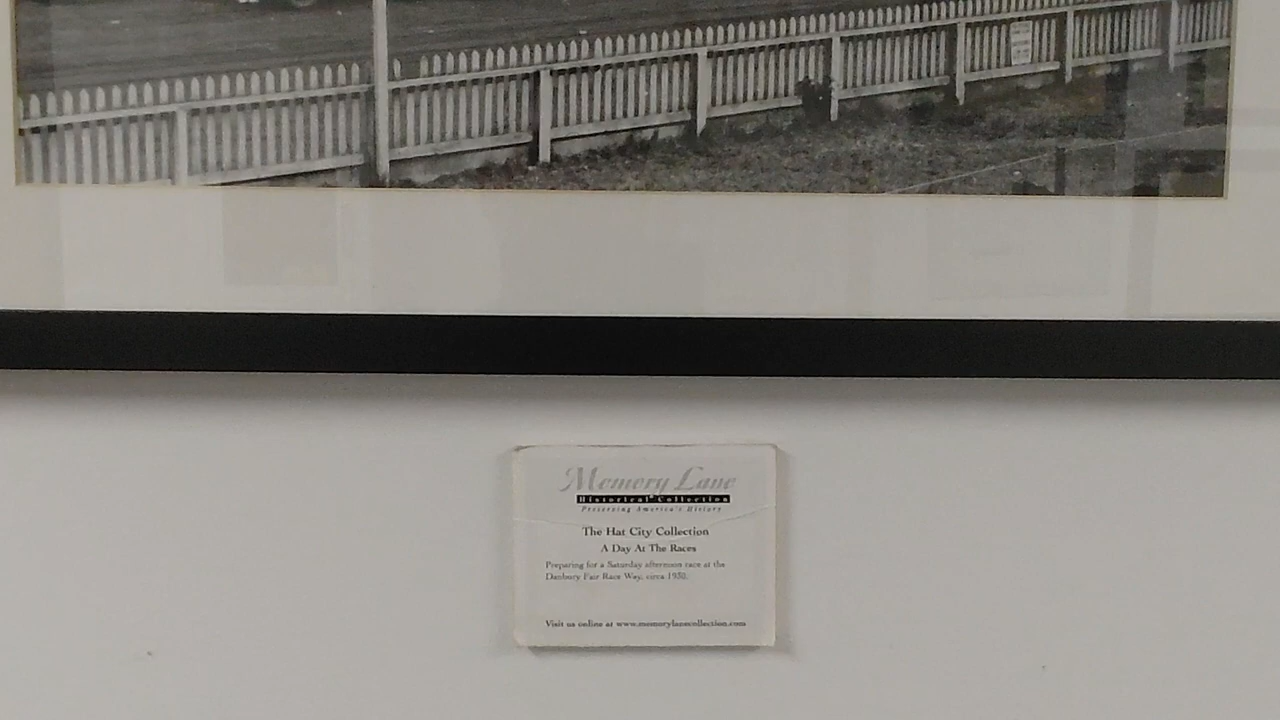 Memory Lane
Historical Collection
Preserving America's History
The Hat City Collection
A Day At The Races
Preparing for a Saturday afternoon race at the
Danbury Fair Race Way, circa 1950.
Visit us online at www.memorylanecollection.com